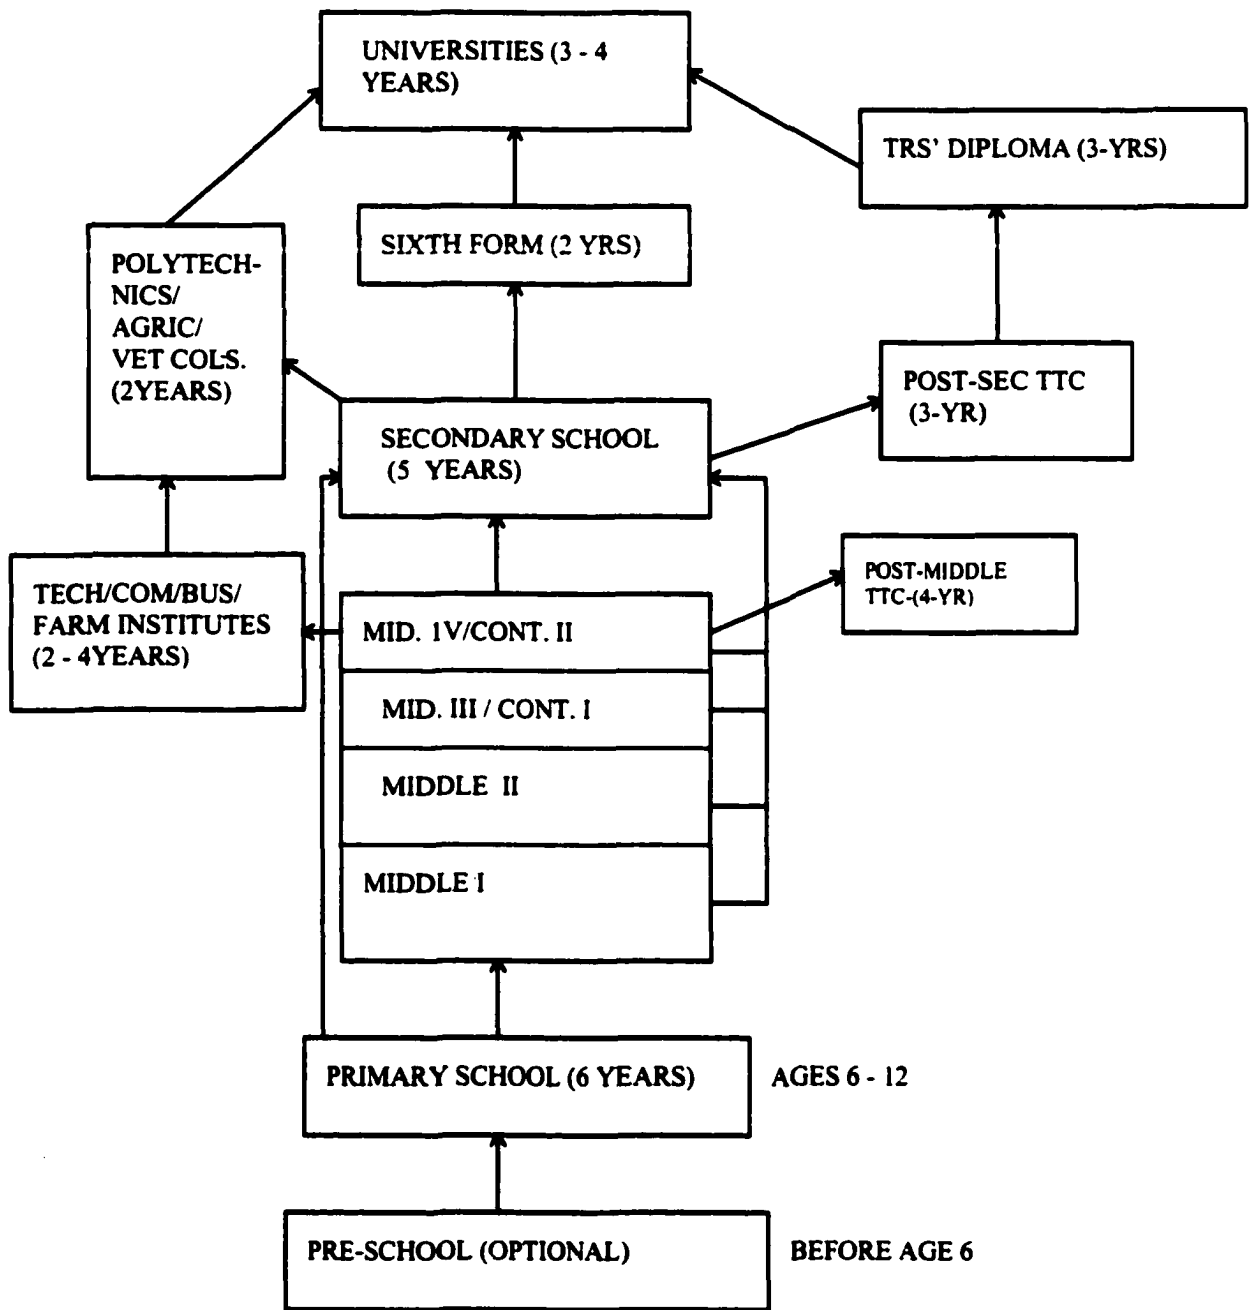 UNIVERSITIES (3 - 4
YEARS)
TRS' DIPLOMA (3-YRS)
SIXTH FORM (2 YRS)
POLYTECH-
NICS/
AGRIC/
VET COLS.
(2YEARS)
POST-SEC TTC
(3-YR)
SECONDARY SCHOOL
(5 YEARS)
TECH/COM/BUS/
FARM INSTITUTES
(2 - 4YEARS)
POST-MIDDLE
TTC-(4-YR)
MID. 1V/CONT. II
MID. III / CONT. I
MIDDLE II
MIDDLE I
PRIMARY SCHOOL (6 YEARS)
AGES 6 - 12
PRE-SCHOOL (OPTIONAL)
BEFORE AGE 6